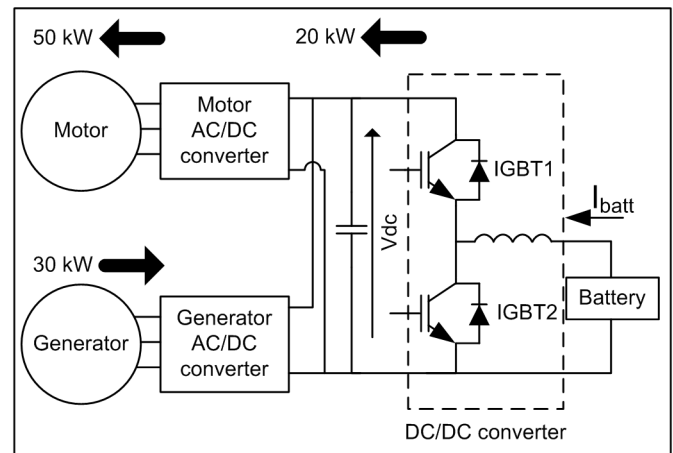 50 kW
20 kW
Motor
Motor
AC/DC
converter
IGBT1
Vdc
Ibatt
30 kW
Generator
Generator
AC/DC
converter
IGBT2
Battery
DC/DC converter